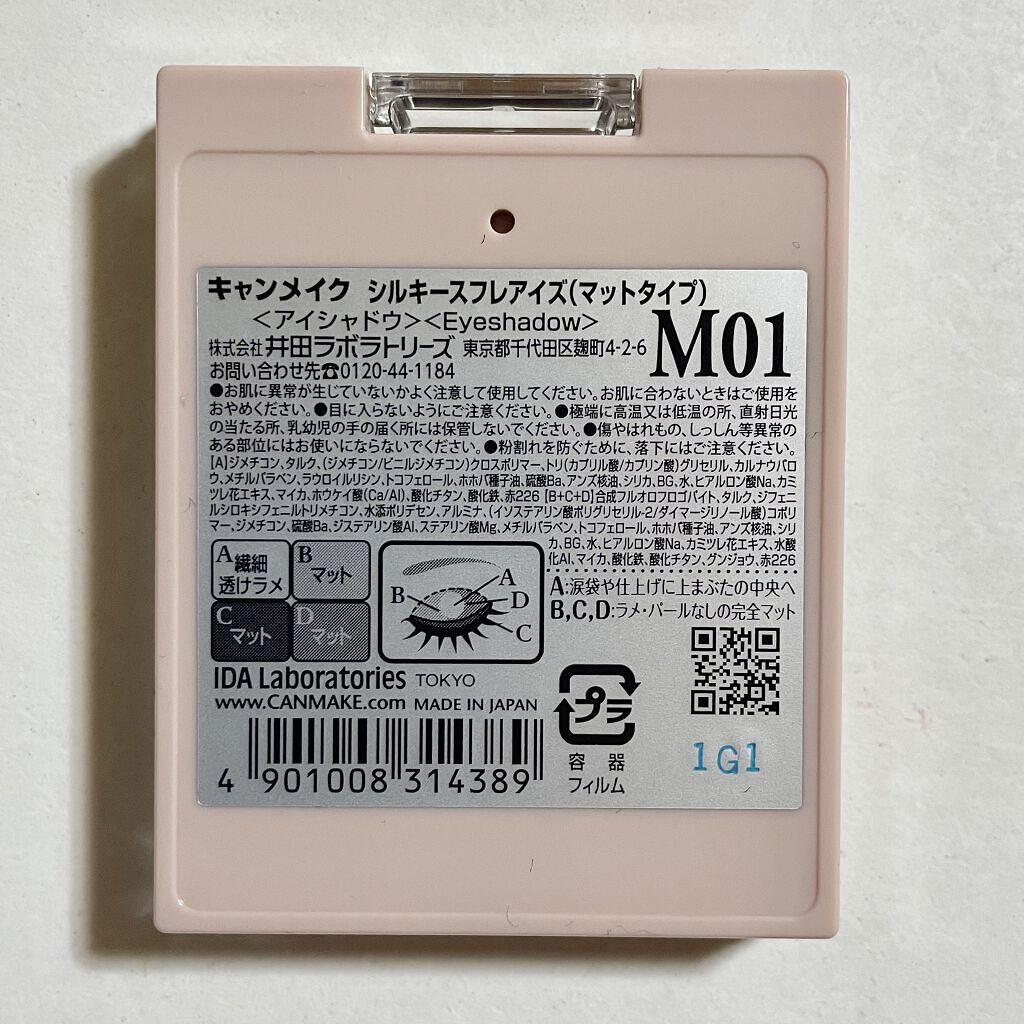 キャンメイク シルキースフレアイズ(マットタイプ)
<アイシャドウ><Eyeshadow>
M01
株式会社 井田ラボラトリーズ 東京都千代田区麹町4-2-6
お問い合わせ先☎0120-44-1184
●お肌に異常が生じていないかよく注意して使用してください。お肌に合わないときはご使用を
おやめください。●目に入らないようにご注意ください。●極端に高温又は低温の所、直射日光
の当たる所、乳幼児の手の届く所には保管しないでください。●傷やはれもの、しっしん等異常の
ある部位にはお使いにならないでください。●粉割れを防ぐために、落下にはご注意ください。
[A]ジメチコン、タルク、(ジメチコン/ビニルジメチコン)クロスポリマー、トリ(カプリル酸/カプリン酸)グリセリル、カルナウバロ
ウ、メチルパラベン、ラウロイルリシン、トコフェロール、ホホバ種子油、硫酸Ba、アンズ核油、シリカ、BG、水、ヒアルロン酸Na、カミ
ツレ花エキス、マイカ、ホウケイ酸(Ca/Al)、酸化チタン、酸化鉄、赤226 [B+C+D]合成フルオロフロゴパイト、タルク、ジフェニ
ルシロキシフェニルトリメチコン、水添ポリデセン、アルミナ、(イソステアリン酸ポリグリセリル-2/ダイマージリノール酸)コポリ
マー、ジメチコン、硫酸Ba、ジステアリン酸Al、ステアリン酸Mg、メチルパラベン、トコフェロール、ホホバ種子油、アンズ核油、シリ
カ、BG、水、ヒアルロン酸Na、カミツレ花エキス、水酸
化Al、マイカ、酸化鉄、酸化チタン、グンジョウ、赤226
A 繊細
透けラメ
B
マット
C
マット
D
マット
A
B
D
C
A:涙袋や仕上げに上まぶたの中央へ
B,C,D:ラメ・パールなしの完全マット
IDA Laboratories TOKYO
www.CANMAKE.com MADE IN JAPAN
プラ
容器
フィルム
1G1
4 901008 314389